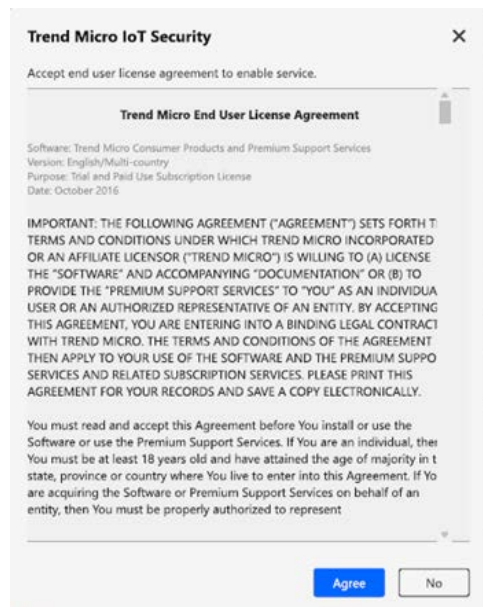 Trend Micro IoT Security
Accept end user license agreement to enable service.
Trend Micro End User License Agreement
Software: Trend Micro Consumer Products and Premium Support Services
Version: English/Multi-country
Purpose: Trial and Paid Use Subscription License
Date: October 2016
IMPORTANT: THE FOLLOWING AGREEMENT ("AGREEMENT") SETS FORTH T
TERMS AND CONDITIONS UNDER WHICH TREND MICRO INCORPORATED
OR AN AFFILIATE LICENSOR ("TREND MICRO") IS WILLING TO (A) LICENSE
THE "SOFTWARE" AND ACCOMPANYING "DOCUMENTATION" OR (B) TO
PROVIDE THE "PREMIUM SUPPORT SERVICES" TO "YOU" AS AN INDIVIDUA
USER OR AN AUTHORIZED REPRESENTATIVE OF AN ENTITY. BY ACCEPTING
THIS AGREEMENT, YOU ARE ENTERING INTO A BINDING LEGAL CONTRACT
WITH TREND MICRO. THE TERMS AND CONDITIONS OF THE AGREEMENT
THEN APPLY TO YOUR USE OF THE SOFTWARE AND THE PREMIUM SUPPO
SERVICES AND RELATED SUBSCRIPTION SERVICES. PLEASE PRINT THIS
AGREEMENT FOR YOUR RECORDS AND SAVE A COPY ELECTRONICALLY.
You must read and accept this Agreement before You install or use the
Software or use the Premium Support Services. If You are an individual, ther
You must be at least 18 years old and have attained the age of majority in t
state, province or country where You live to enter into this Agreement. If Yo
are acquiring the Software or Premium Support Services on behalf of an
entity, then You must be properly authorized to represent
Agree
No